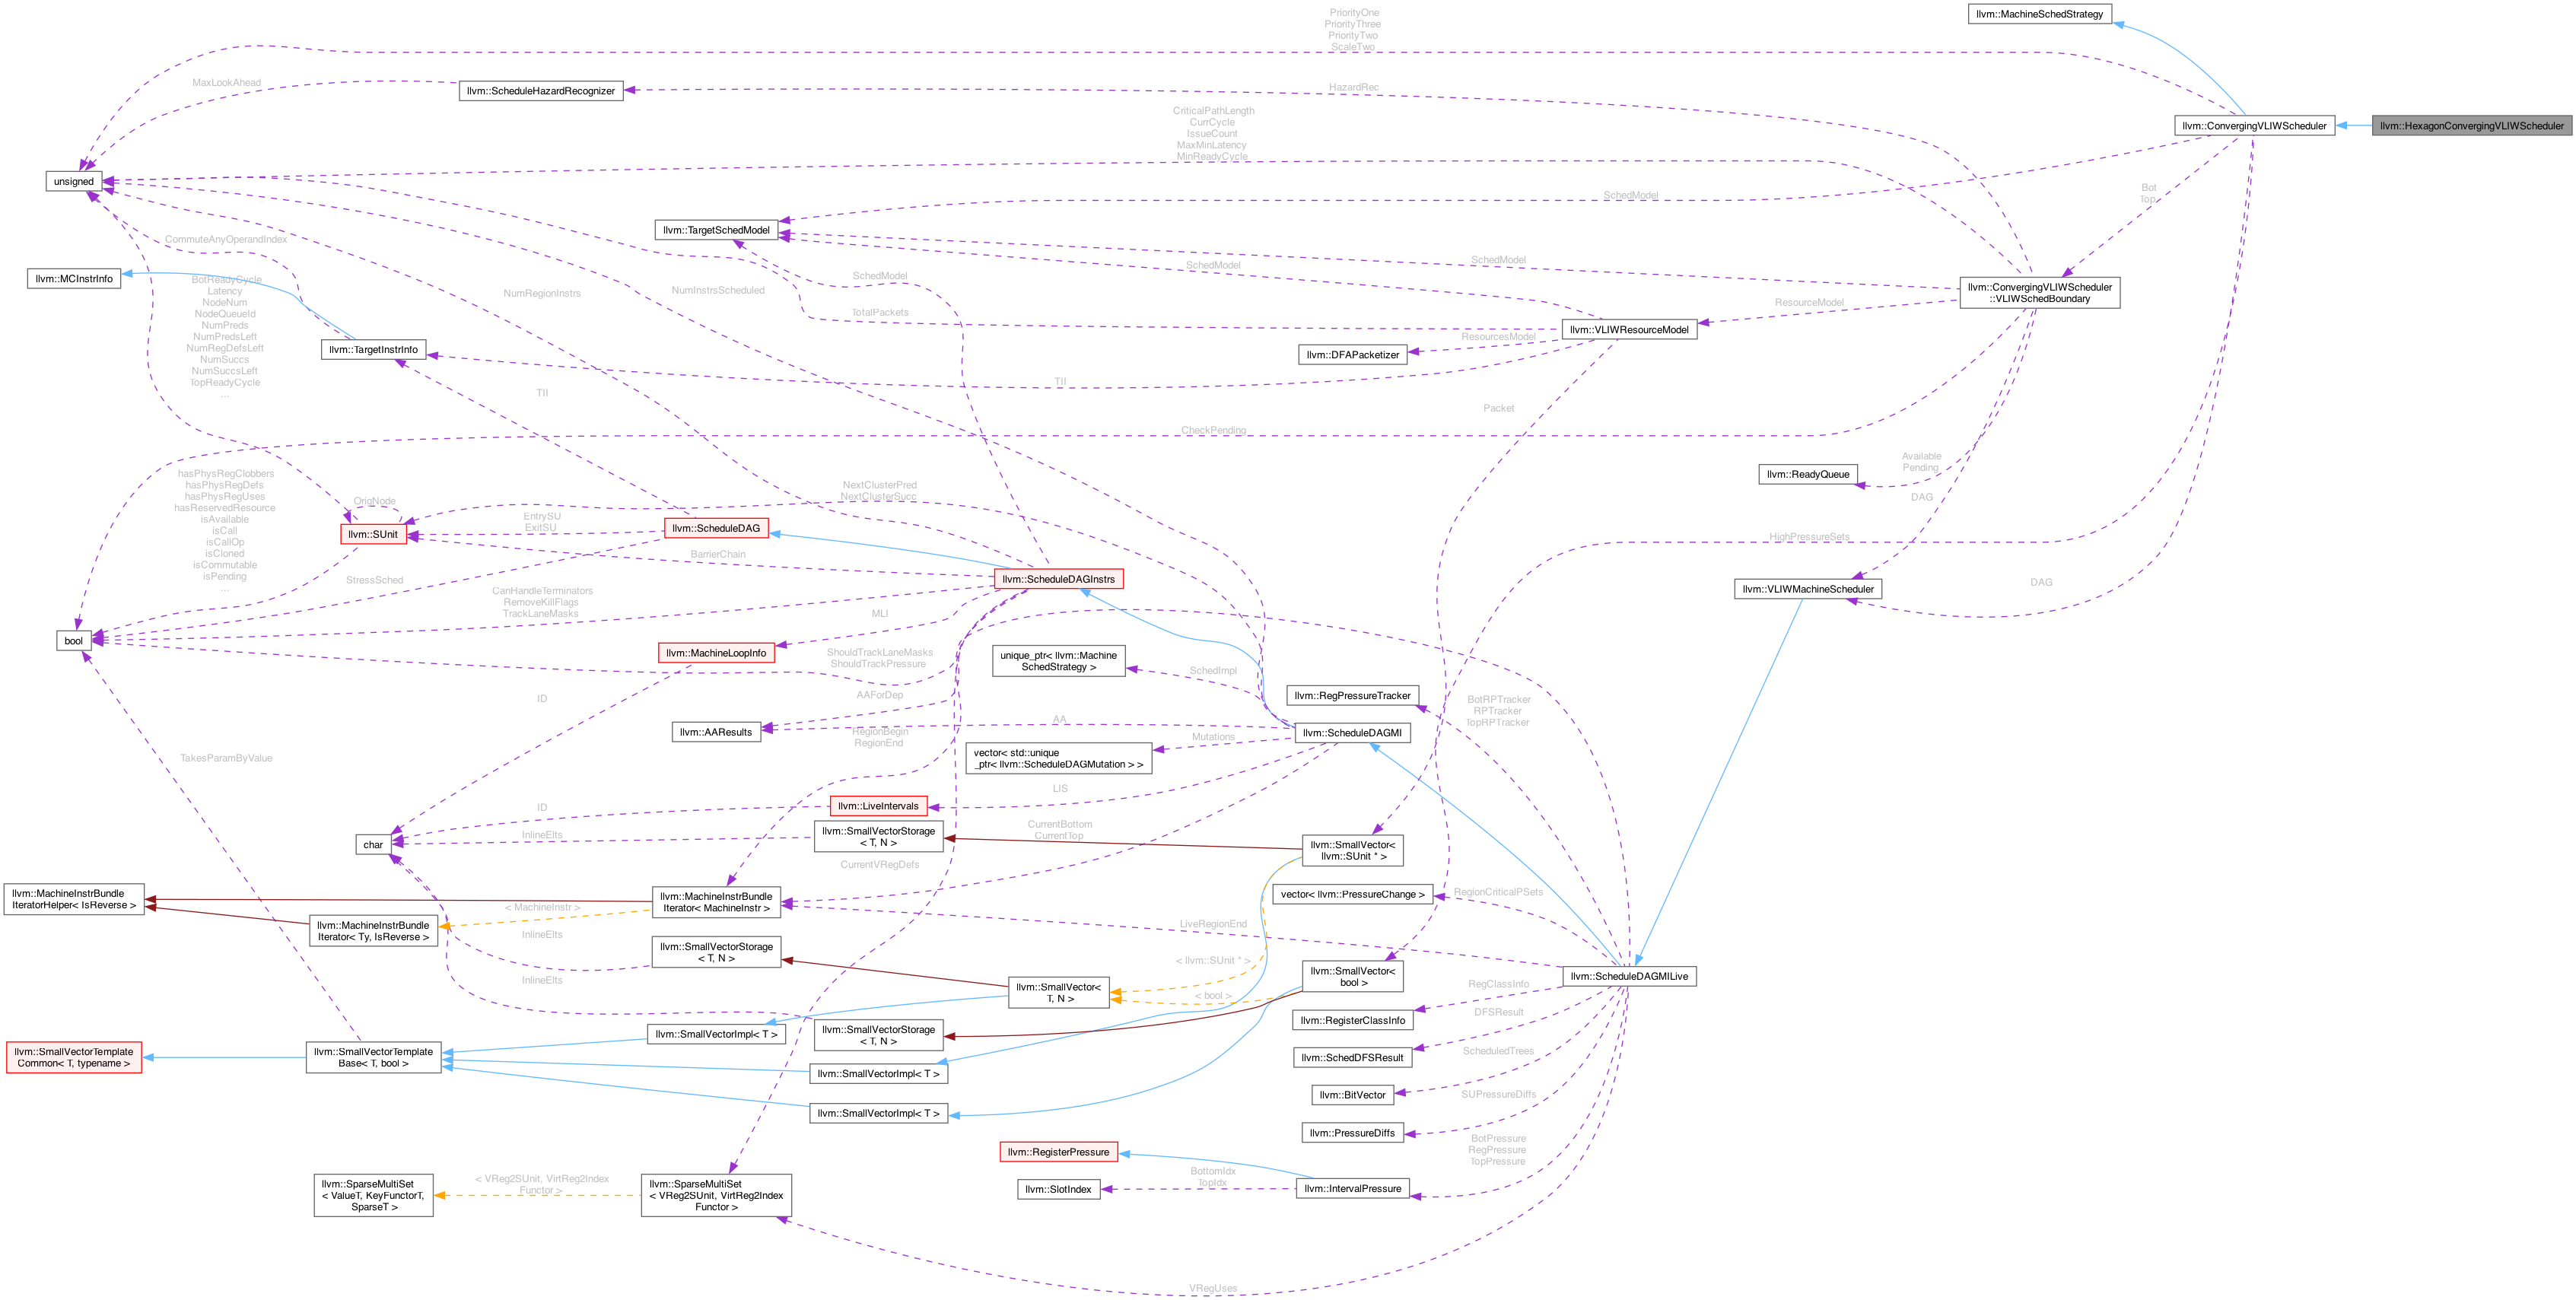 PriorityOne
PriorityThree
PriorityTwo
ScaleTwo
llvm::MachineSchedStrategy
MaxLookAhead
llvm::ScheduleHazardRecognizer
HazardRec
CriticalPathLength
CurrCycle
IssueCount
MaxMinLatency
MinReadyCycle
llvm::ConvergingVLIWScheduler
llvm::HexagonConvergingVLIWScheduler
unsigned
SchedModel
Bot
Top
llvm::TargetSchedModel
CommuteAnyOperandIndex
llvm::MCInstrInfo
BotReadyCycle
Latency
NodeNum
NodeQueueId
NumPreds
NumPredsLeft
NumRegDefsLeft
NumSuccs
NumSuccsLeft
TopReadyCycle
...
NumRegionInstrs
NumInstrsScheduled
SchedModel
SchedModel
SchedModel
TotalPackets
llvm::ConvergingVLIWScheduler
::VLIWSchedBoundary
ResourceModel
llvm::VLIWResourceModel
ResourcesModel
llvm::DFAPacketizer
llvm::TargetInstrInfo
TII
TII
Packet
CheckPending
Available
Pending
llvm::ReadyQueue
DAG
hasPhysRegClobbers
hasPhysRegDefs
hasPhysRegUses
hasReservedResource
isAvailable
isCall
isCallOp
isCloned
isCommutable
isPending
...
OrigNode
llvm::SUnit
NextClusterPred
NextClusterSucc
EntrySU
ExitSU
llvm::ScheduleDAG
BarrierChain
StressSched
llvm::ScheduleDAGInstrs
HighPressureSets
DAG
llvm::VLIWMachineScheduler
CanHandleTerminators
RemoveKillFlags
TrackLaneMasks
MLI
bool
llvm::MachineLoopInfo
ShouldTrackLaneMasks
ShouldTrackPressure
unique_ptr< llvm::Machine
SchedStrategy >
SchedImpl
llvm::RegPressureTracker
BotRPTracker
RPTracker
TopRPTracker
ID
AAForDep
llvm::AAResults
AA
llvm::ScheduleDAGMI
RegionBegin
RegionEnd
Mutations
vector< std::unique
_ptr< llvm::ScheduleDAGMutation > >
TakesParamByValue
LIS
ID
llvm::LiveIntervals
char
InlineElts
llvm::SmallVectorStorage
< T, N >
CurrentBottom
CurrentTop
llvm::SmallVector<
llvm::SUnit * >
CurrentVRegDefs
llvm::MachineInstrBundle
IteratorHelper< IsReverse >
llvm::MachineInstrBundle
Iterator< MachineInstr >
< MachineInstr >
llvm::MachineInstrBundle
Iterator< Ty, IsReverse >
vector< llvm::PressureChange >
RegionCriticalPSets
LiveRegionEnd
InlineElts
llvm::SmallVectorStorage
< T, N >
< llvm::SUnit * >
llvm::SmallVector<
T, N >
< bool >
llvm::SmallVector<
bool >
llvm::ScheduleDAGMILive
InlineElts
RegClassInfo
llvm::RegisterClassInfo
llvm::SmallVectorImpl< T >
llvm::SmallVectorStorage
< T, N >
DFSResult
llvm::SchedDFSResult
llvm::SmallVectorTemplate
Common< T, typename >
llvm::SmallVectorTemplate
Base< T, bool >
llvm::SmallVectorImpl< T >
ScheduledTrees
llvm::BitVector
SUPressureDiffs
llvm::SmallVectorImpl< T >
llvm::PressureDiffs
llvm::RegisterPressure
BotPressure
RegPressure
TopPressure
BottomIdx
TopIdx
llvm::SlotIndex
llvm::IntervalPressure
llvm::SparseMultiSet
< ValueT, KeyFunctorT,
SparseT >
< VReg2SUnit, VirtReg2Index
Functor >
llvm::SparseMultiSet
< VReg2SUnit, VirtReg2Index
Functor >
VRegUses